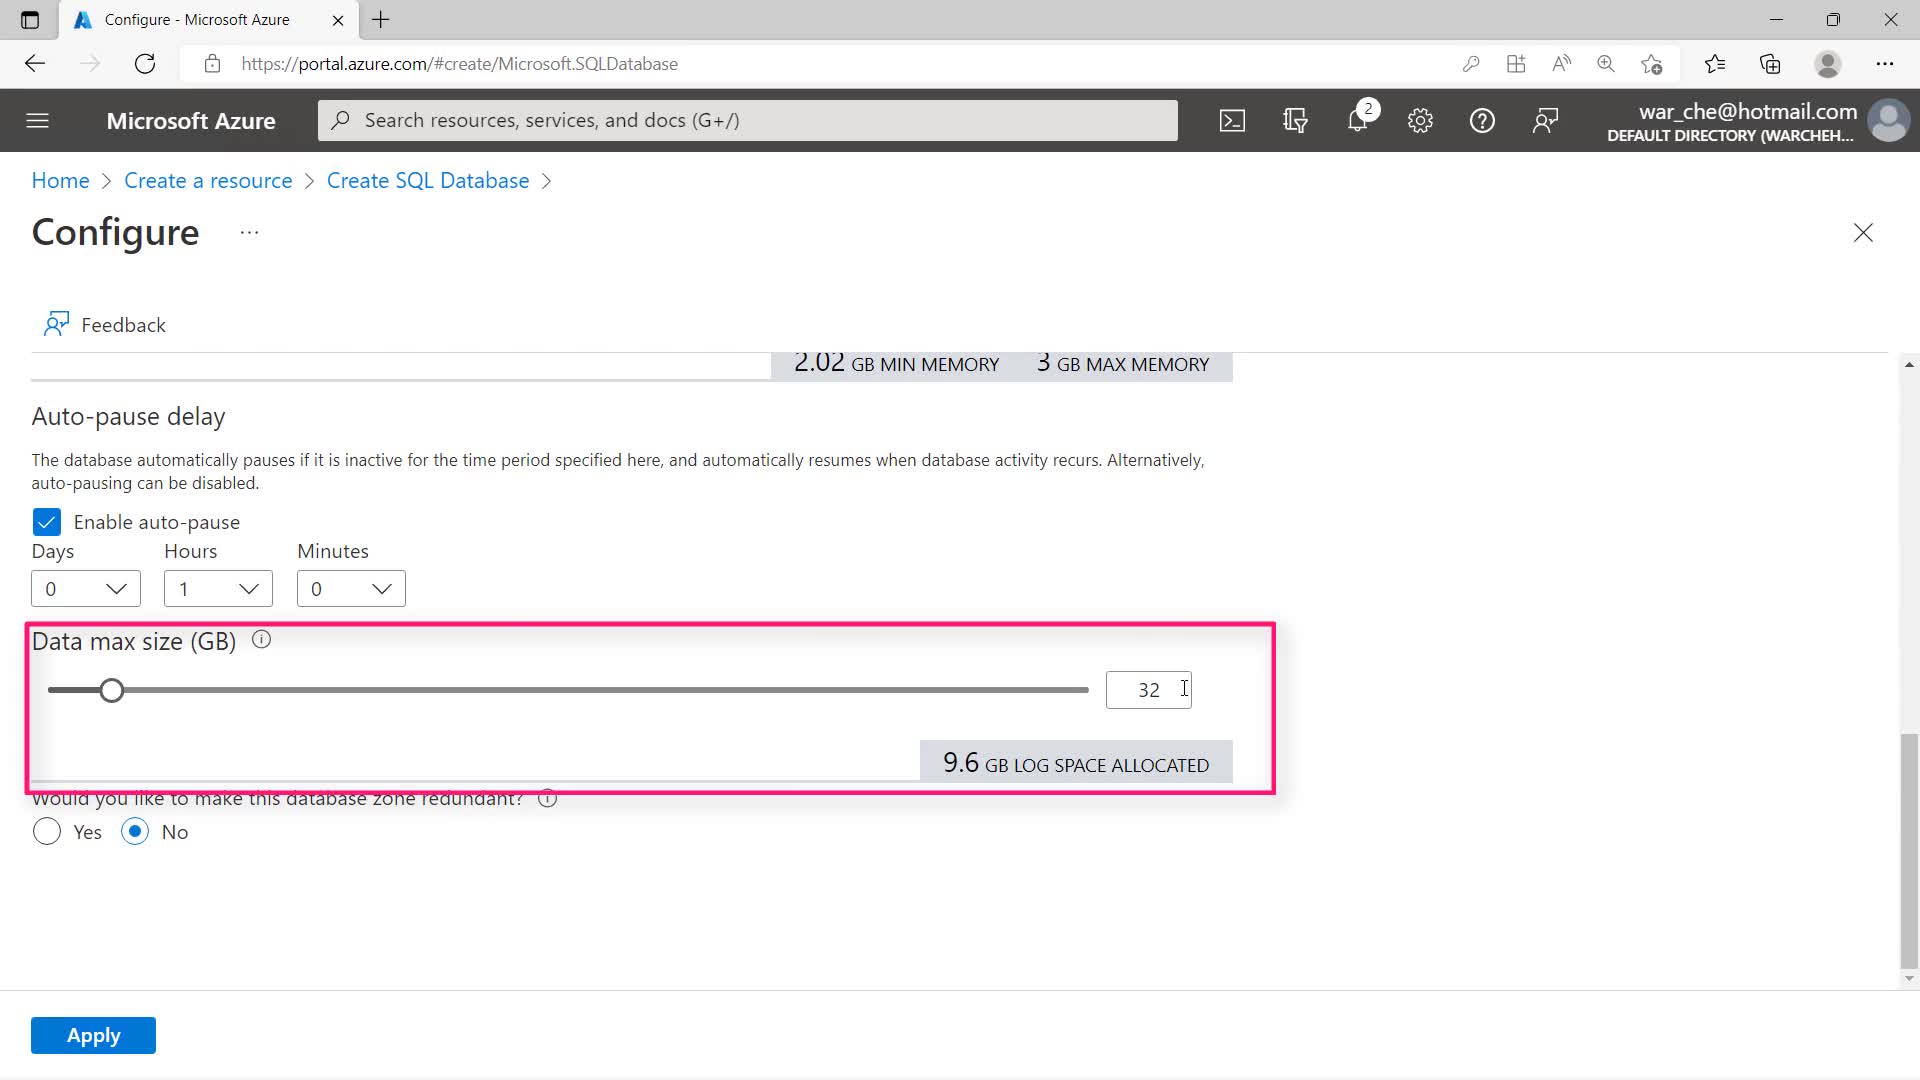 Configure - Microsoft Azure
https://portal.azure.com/#create/Microsoft.SQLDatabase
Microsoft Azure
Search resources, services, and docs (G+/)
2
war_che@hotmail.com
DEFAULT DIRECTORY (WARCHEH...
Home > Create a resource > Create SQL Database >
Configure ...
Feedback
2.02 GB MIN MEMORY 3 GB MAX MEMORY
Auto-pause delay
The database automatically pauses if it is inactive for the time period specified here, and automatically resumes when database activity recurs. Alternatively,
auto-pausing can be disabled.
Enable auto-pause
Days Hours Minutes
0 1 0
Data max size (GB)
32
9.6 GB LOG SPACE ALLOCATED
Would you like to make this database zone redundant?
Yes No
Apply